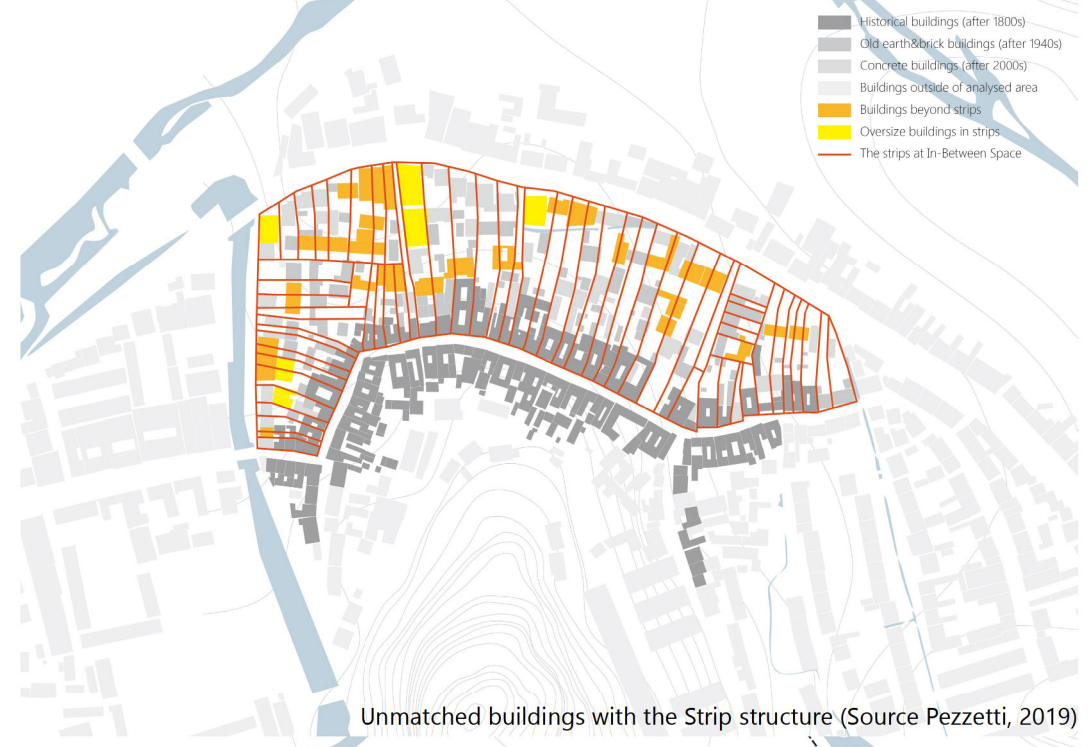 Historical buildings (after 1800s)
Old earth&brick buildings (after 1940s)
Concrete buildings (after 2000s)
Buildings outside of analysed area
Buildings beyond strips
Oversize buildings in strips
The strips at In-Between Space
Unmatched buildings with the Strip structure (Source Pezzetti, 2019)